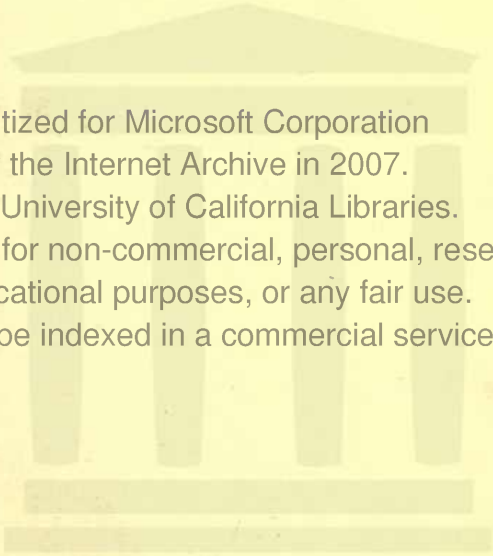 tized for Microsoft Corporation
the Internet Archive in 2007.
University of California Libraries.
for non-commercial, personal, rese
cational purposes, or any fair use.
be indexed in a commercial service